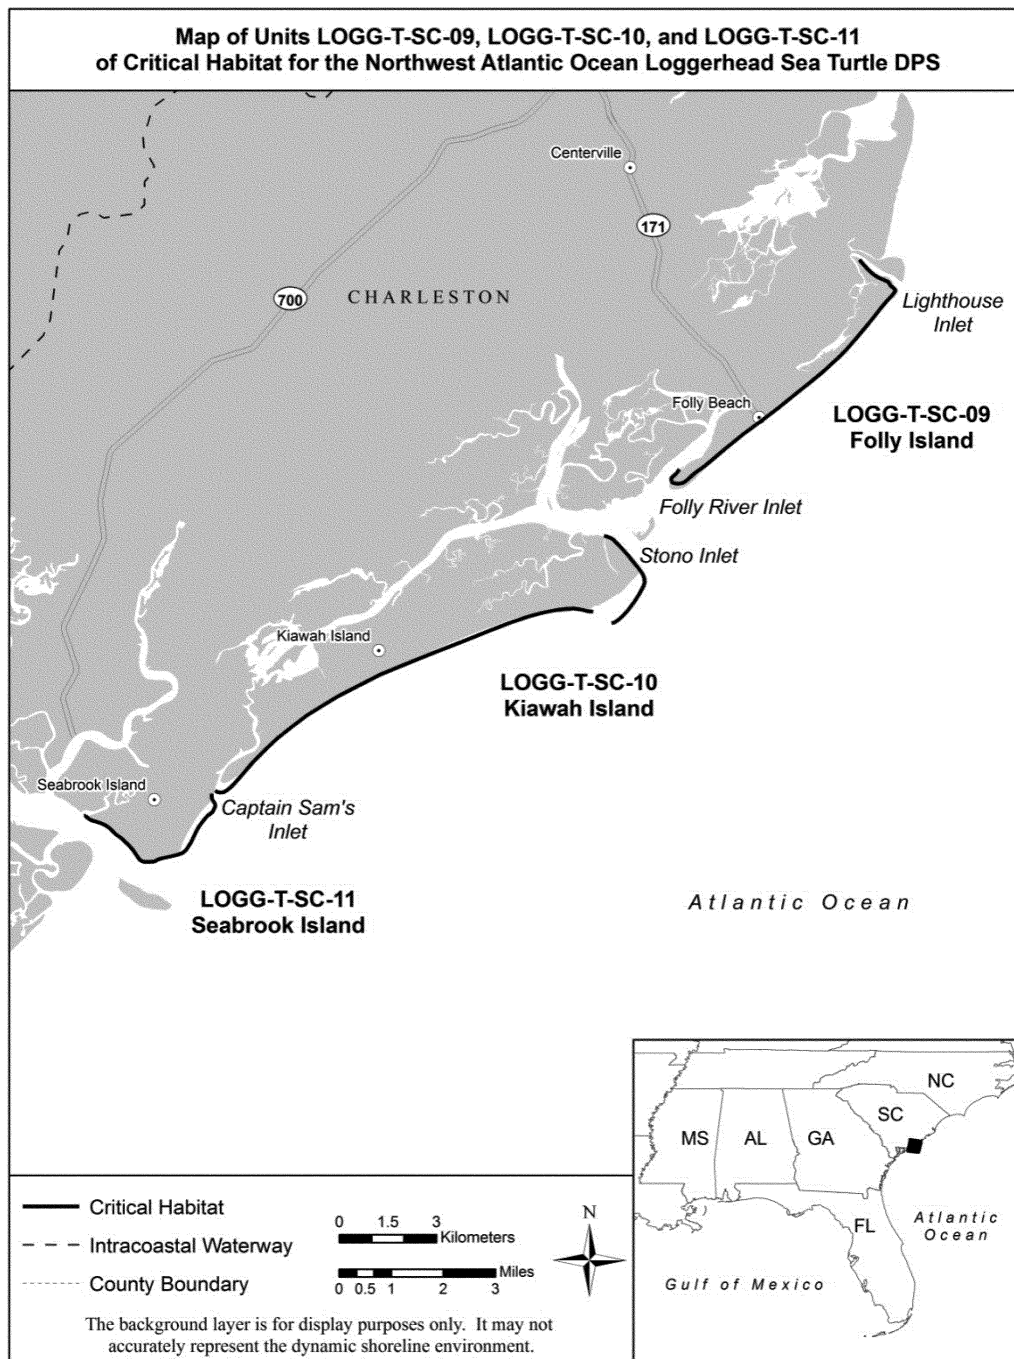 Map of Units LOGG-T-SC-09, LOGG-T-SC-10, and LOGG-T-SC-11
of Critical Habitat for the Northwest Atlantic Ocean Loggerhead Sea Turtle DPS
Centerville
171
700
CHARLESTON
Lighthouse
Inlet
Folly Beach
LOGG-T-SC-09
Folly Island
Folly River Inlet
Stono Inlet
Kiawah Island
LOGG-T-SC-10
Kiawah Island
Seabrook Island
Captain Sam's
Inlet
LOGG-T-SC-11
Seabrook Island
Atlantic Ocean
NC
SC
MS
AL
GA
FL
Atlantic
Ocean
Gulf of Mexico
Critical Habitat
Intracoastal Waterway
County Boundary
0 1.5 3
Kilometers
Miles
0 0.5 1 2 3
N
The background layer is for display purposes only. It may not
accurately represent the dynamic shoreline environment.